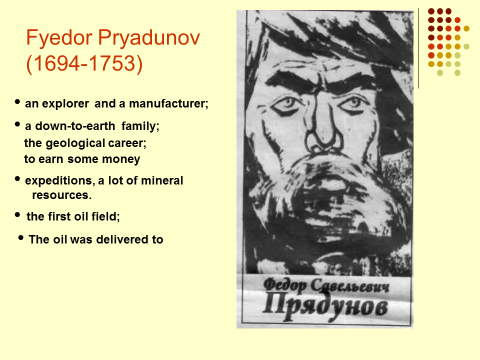 Fyedor Pryadunov
(1694-1753)
• an explorer and a manufacturer;
• a down-to-earth family;
the geological career;
to earn some money
• expeditions, a lot of mineral
resources.
• the first oil field;
• The oil was delivered to
Федор Савельевич
Прядунов